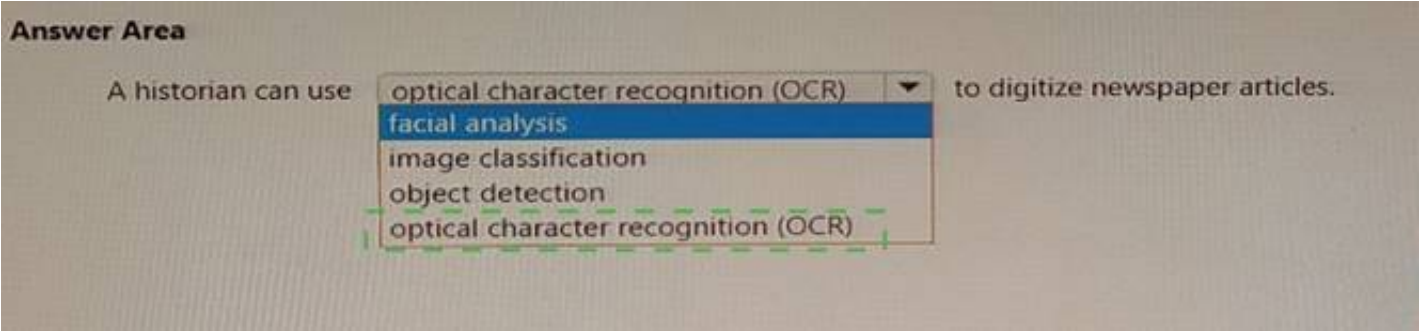 Answer Area
A historian can use optical character recognition (OCR) to digitize newspaper articles.
facial analysis
image classification
object detection
optical character recognition (OCR)